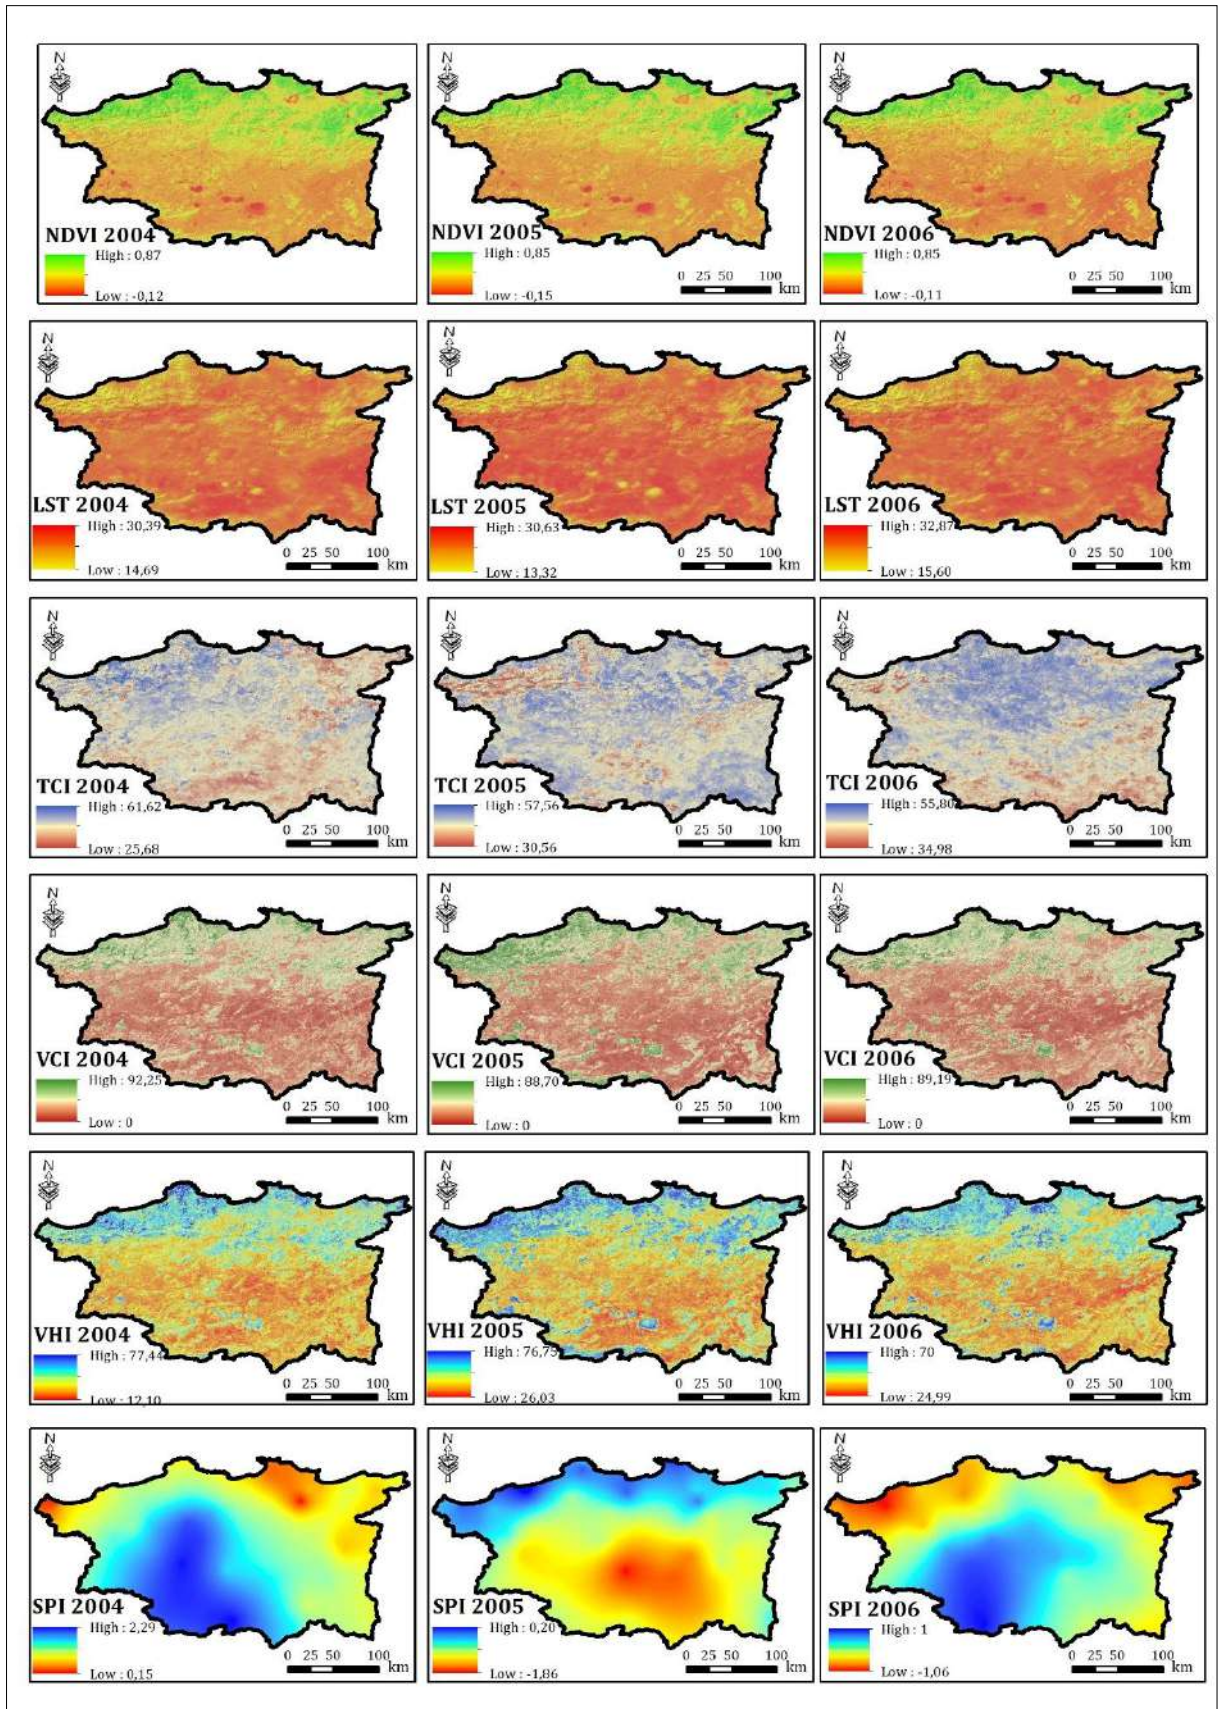 N N N
NDVI 2004
High : 0,87
Low : -0,12
NDVI 2005
High : 0,85
Low : -0,15
0 25 50 100
km
NDVI 2006
High : 0,85
Low : -0,11
0 25 50 100
km
N N N
LST 2004
High : 30,39
Low : 14,69
0 25 50 100
km
LST 2005
High : 30,63
Low : 13,32
0 25 50 100
km
LST 2006
High : 32,87
Low : 15,60
0 25 50 100
km
N N N
TCI 2004
High : 61,62
Low : 25,68
0 25 50 100
km
TCI 2005
High : 57,56
Low : 30,56
0 25 50 100
km
TCI 2006
High : 55,80
Low : 34,98
0 25 50 100
km
N N N
VCI 2004
High : 92,25
Low : 0
0 25 50 100
km
VCI 2005
High : 88,70
Low : 0
0 25 50 100
km
VCI 2006
High : 89,19
Low : 0
0 25 50 100
km
N N N
VHI 2004
High : 77,44
Low : 12,10
0 25 50 100
km
VHI 2005
High : 76,75
Low : 26,03
0 25 50 100
km
VHI 2006
High : 70
Low : 24,99
0 25 50 100
km
N N N
SPI 2004
High : 2,29
Low : 0,15
0 25 50 100
km
SPI 2005
High : 0,20
Low : -1,86
0 25 50 100
km
SPI 2006
High : 1
Low : -1,06
0 25 50 100
km